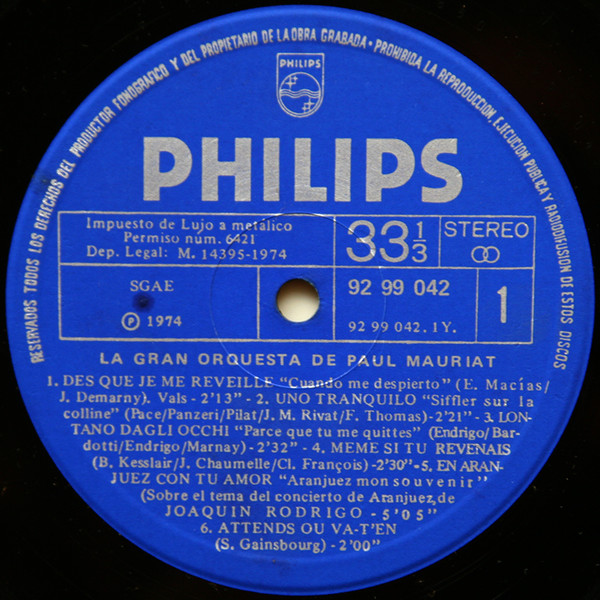 RESERVADOS TODOS LOS DERECHOS DEL PRODUCTOR FONOGRAFICO Y DEL PROPIETARIO DE LA OBRA GRABADA • PROHIBIDA LA REPRODUCCION, EJECUCION PUBLICA Y RADIODIFUSION DE ESTOS DISCOS
PHILIPS
PHILIPS
Impuesto de Lujo a metálico
Permiso num. 6421
Dep. Legal: M. 14395-1974
33 1/3
STEREO
SGAE
℗ 1974
92 99 042
92 99 042. 1 Y.
1
LA GRAN ORQUESTA DE PAUL MAURIAT
1. DES QUE JE ME REVEILLE "Cuando me despierto" (E. Macías/
J. Demarny). Vals - 2'13" - 2. UNO TRANQUILO "Siffler sur la
colline" (Pace/Panzeri/Pilat/J. M. Rivat/F. Thomas)-2'21"- 3. LON-
TANO DAGLI OCCHI "Parce que tu me quittes" (Endrigo/Bar-
dotti/Endrigo/Marnay) - 2'32" - 4. MEME SI TU REVENAIS
(B. Kesslair/J. Chaumelle/Cl. François) -2'30"-5. EN ARAN-
JUEZ CON TU AMOR "Aranjuez mon souvenir"
(Sobre el tema del concierto de Aranjuez, de
JOAQUIN RODRIGO - 5'05"
6. ATTENDS OU VA-T'EN
(S. Gainsbourg) - 2'00"